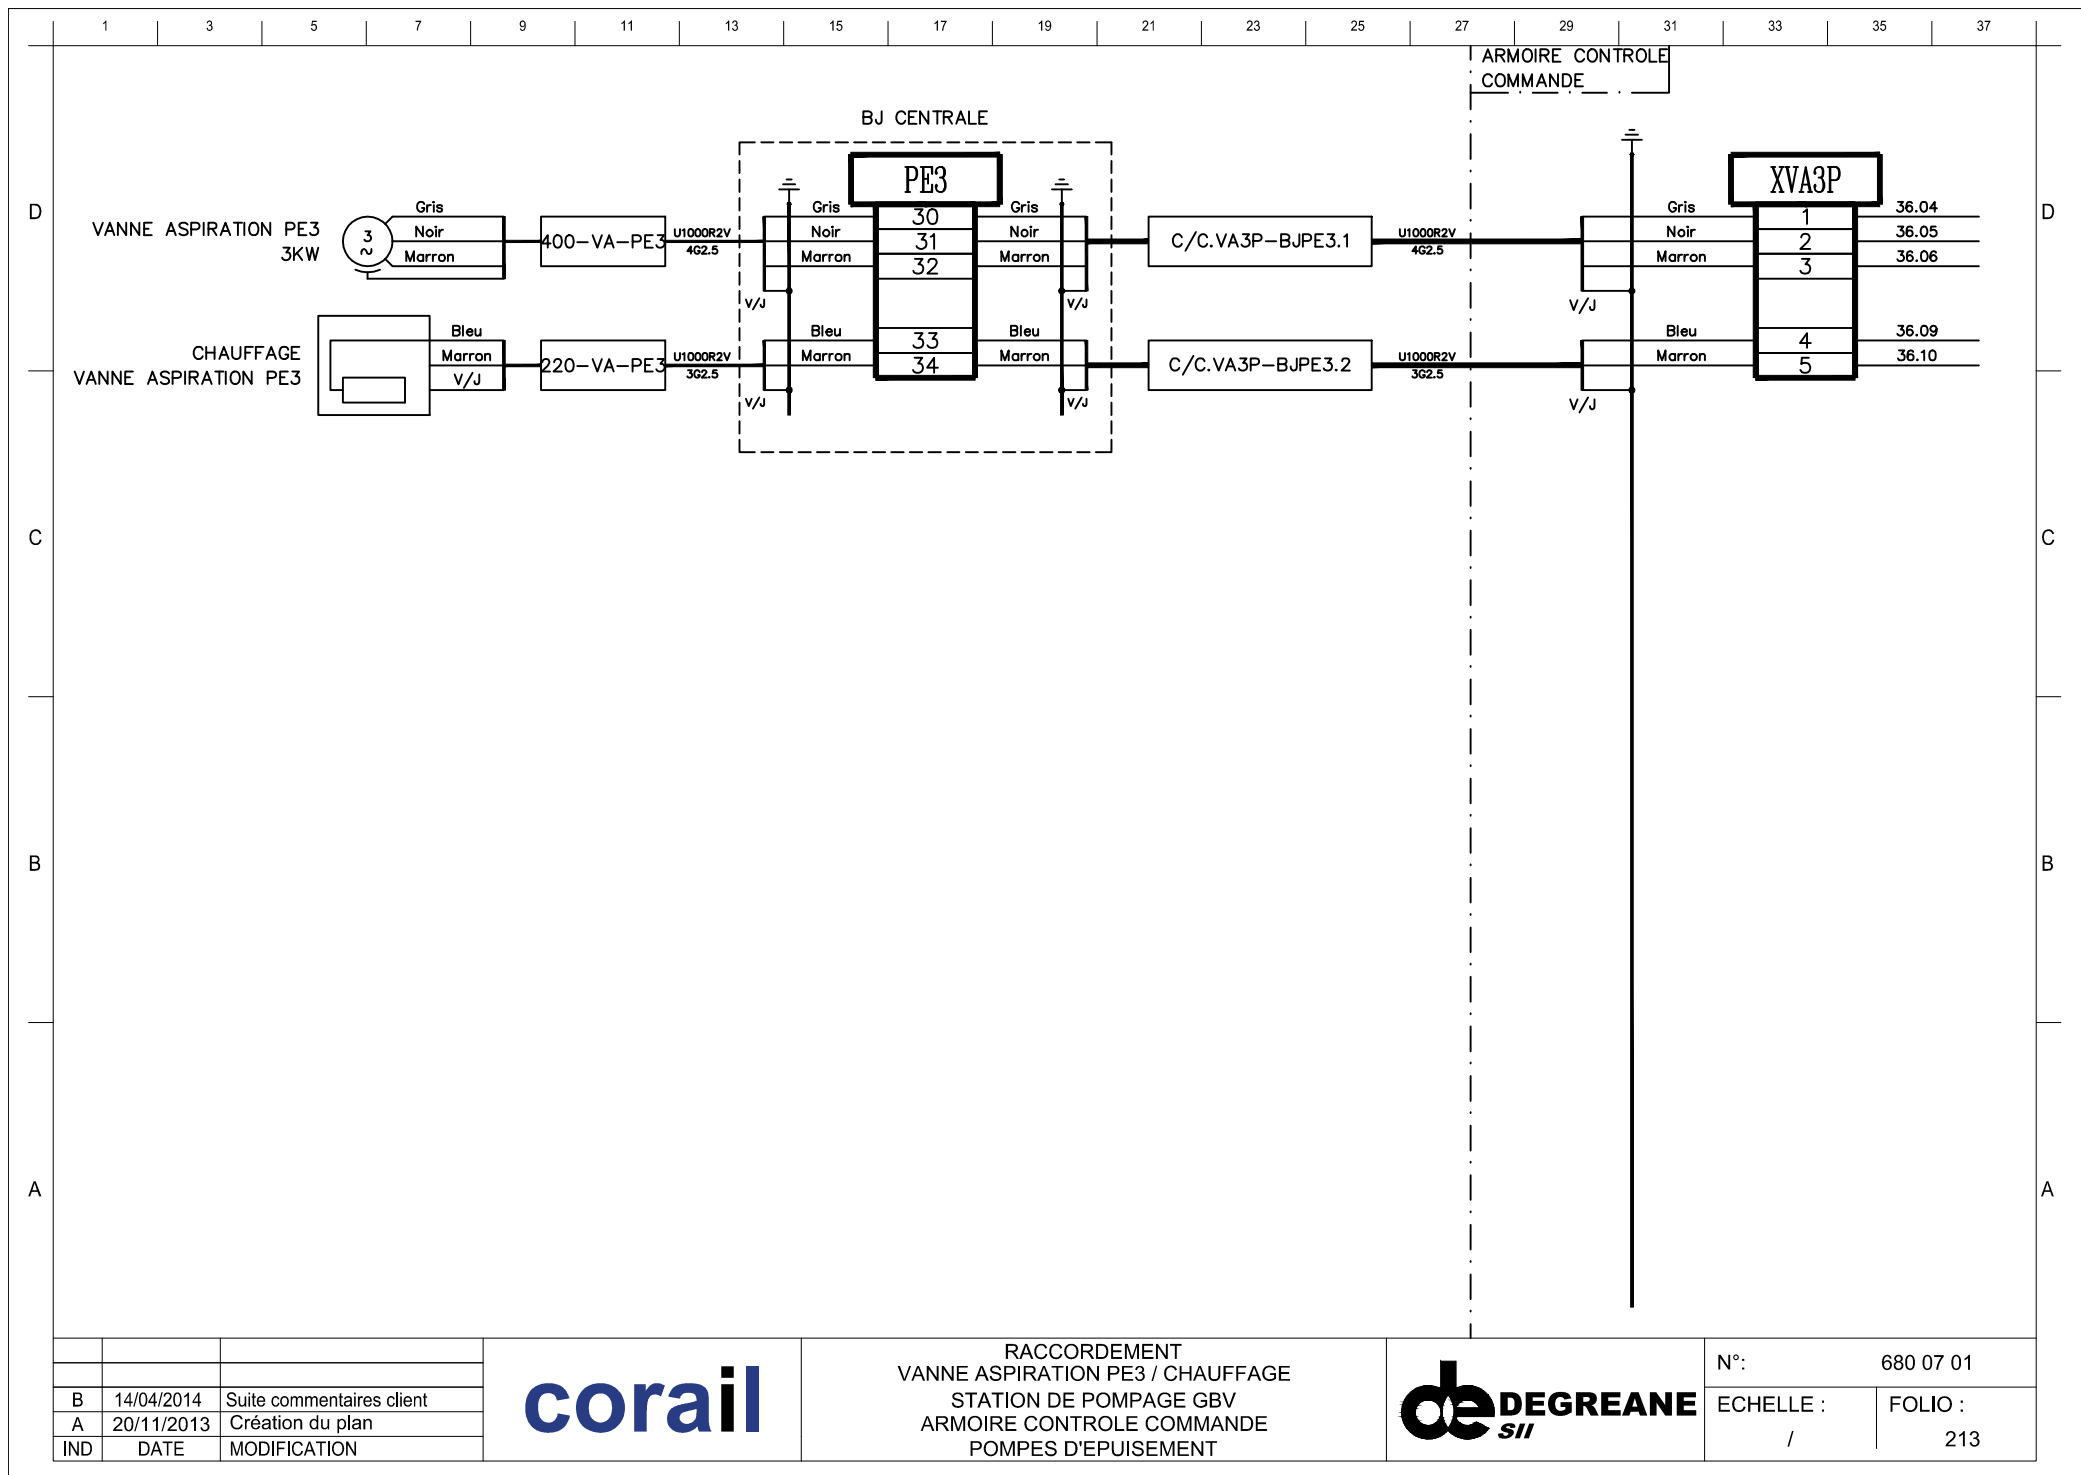 1 3 5 7 9 11 13 15 17 19 21 23 25 27 29 31 33 35 37
ARMOIRE CONTROLE
COMMANDE
BJ CENTRALE
PE3
XVA3P
D
VANNE ASPIRATION PE3
3KW
3
~
Gris
Noir
Marron
400-VA-PE3
U1000R2V
4G2.5
Gris
Noir
Marron
V/J
30
31
32
Gris
Noir
Marron
V/J
C/C.VA3P-BJPE3.1
U1000R2V
4G2.5
Gris
Noir
Marron
V/J
1
2
3
36.04
36.05
36.06
D
CHAUFFAGE
VANNE ASPIRATION PE3
Bleu
Marron
V/J
220-VA-PE3
U1000R2V
3G2.5
Bleu
Marron
V/J
33
34
Bleu
Marron
V/J
C/C.VA3P-BJPE3.2
U1000R2V
3G2.5
Bleu
Marron
V/J
4
5
36.09
36.10
C C
B B
A A
B 14/04/2014 Suite commentaires client
A 20/11/2013 Création du plan
IND DATE MODIFICATION
corail
RACCORDEMENT
VANNE ASPIRATION PE3 / CHAUFFAGE
STATION DE POMPAGE GBV
ARMOIRE CONTROLE COMMANDE
POMPES D'EPUISEMENT
de DEGREANE
SII
N°: 680 07 01
ECHELLE : /
FOLIO : 213